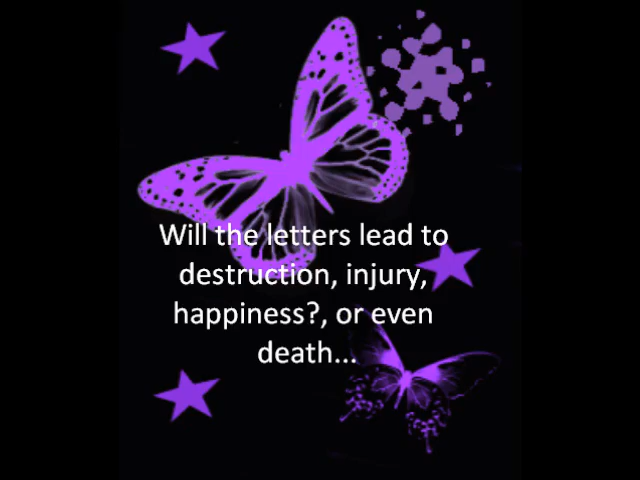 Will the letters lead to
destruction, injury,
happiness?, or even
death...